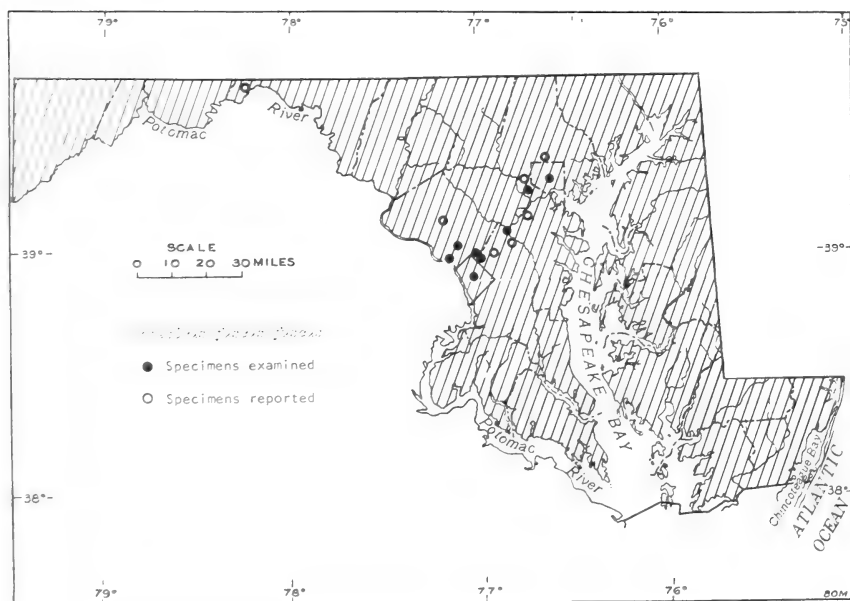 79° 78° 77° 76° 75°
Potomac River
39° 39°
SCALE
0 10 20 30 MILES
CHESAPEAKE BAY
● Specimens examined
○ Specimens reported
Potomac River
Chincoteague Bay
ATLANTIC OCEAN
38° 38°
79° 78° 77° 76°